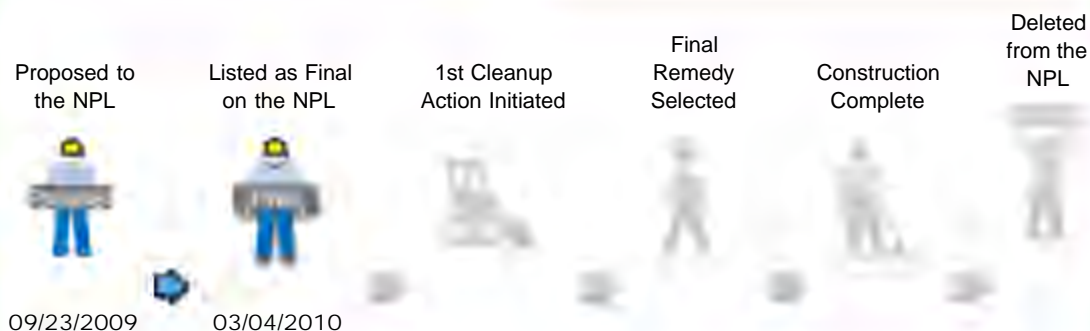 Proposed to
the NPL
Listed as Final
on the NPL
1st Cleanup
Action Initiated
Final
Remedy
Selected
Construction
Complete
Deleted
from the
NPL
09/23/2009
03/04/2010